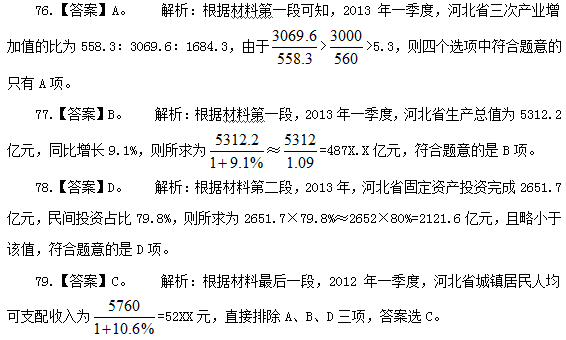 76.【答案】A。 解析：根据材料第一段可知，2013 年一季度，河北省三次产业增
加值的比为 558.3：3069.6：1684.3，由于3069.6/558.3>3000/560>5.3，则四个选项中符合题意的
只有 A 项。
77.【答案】B。 解析：根据材料第一段，2013 年一季度，河北省生产总值为 5312.2
亿元，同比增长 9.1%，则所求为5312.2/(1+9.1%)≈5312/1.09=487X.X 亿元，符合题意的是 B 项。
78.【答案】D。 解析：根据材料第二段，2013 年，河北省固定资产投资完成 2651.7
亿元，民间投资占比 79.8%，则所求为 2651.7×79.8%≈2652×80%=2121.6 亿元，且略小于
该值，符合题意的是 D 项。
79.【答案】C。 解析：根据材料最后一段，2012 年一季度，河北省城镇居民人均
可支配收入为5760/(1+10.6%)=52XX 元，直接排除 A、B、D 三项，答案选 C。